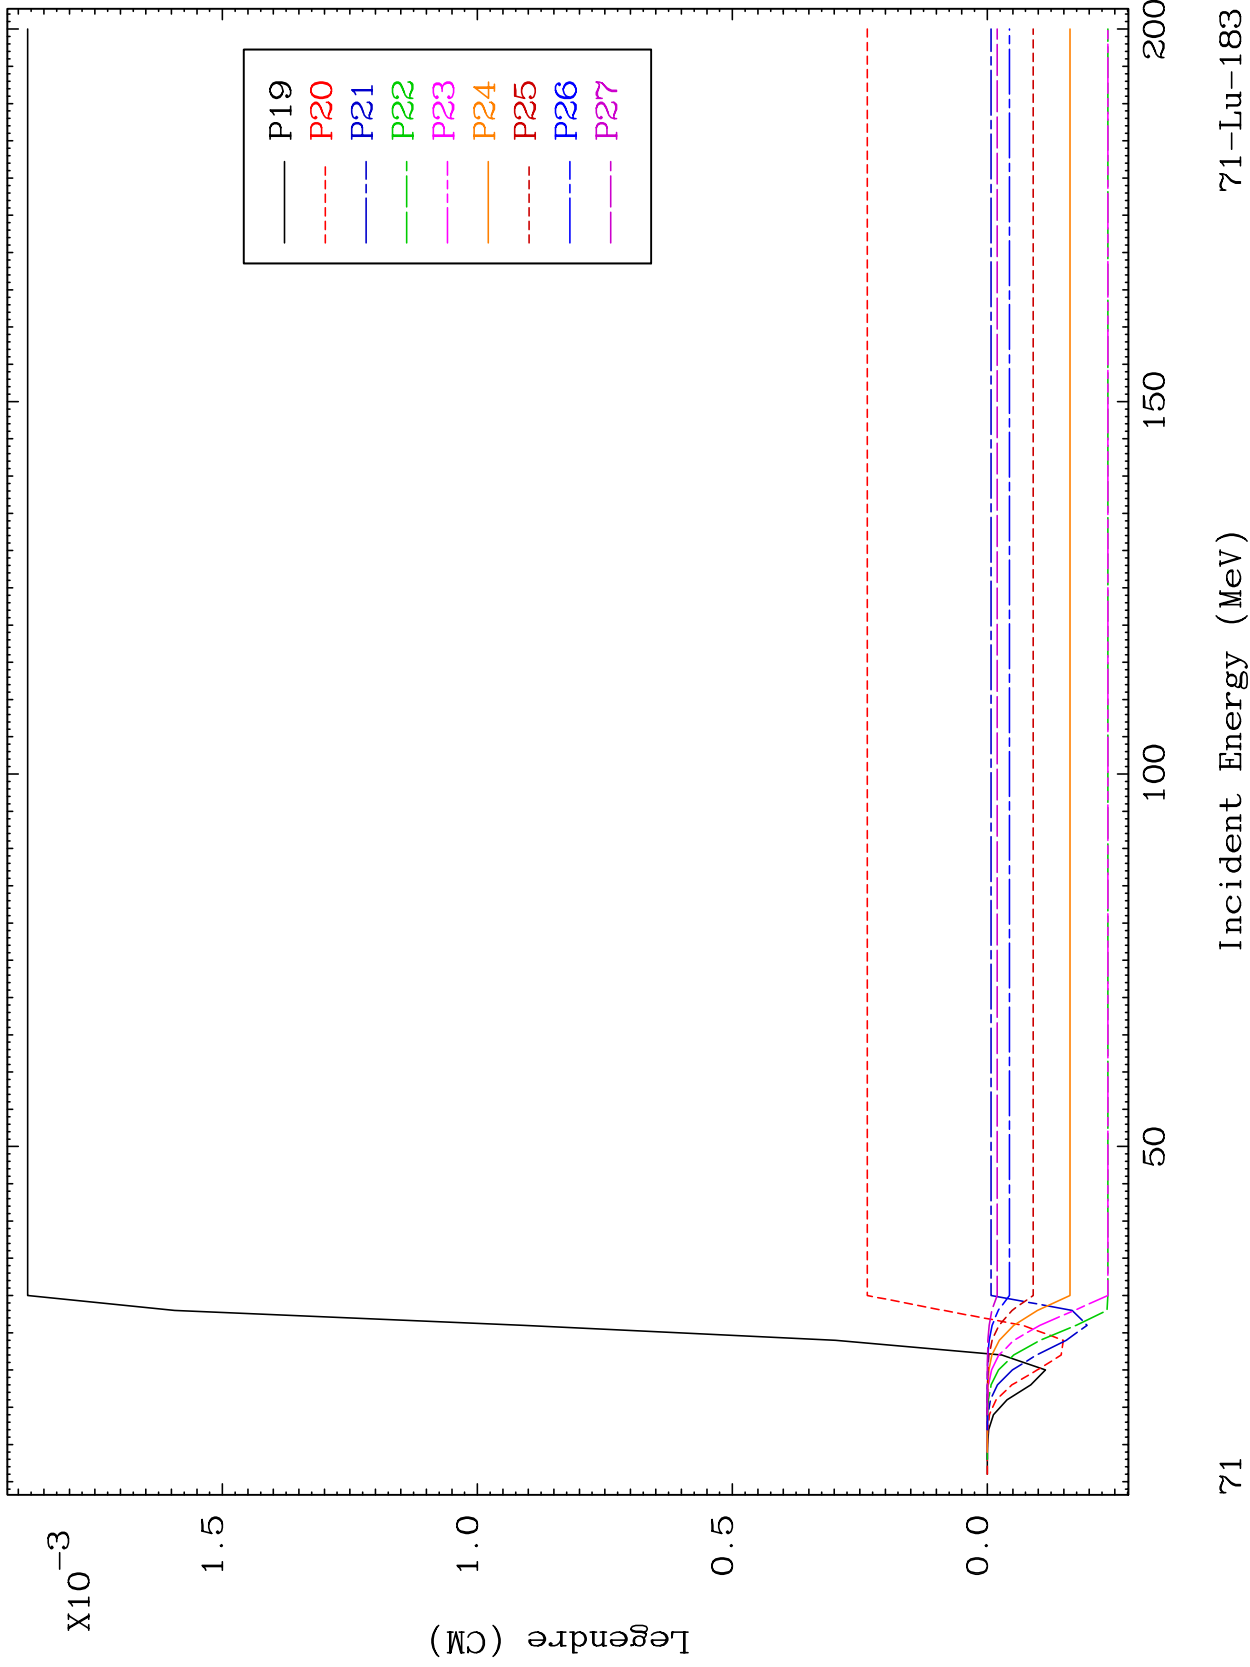 X10⁻³
1.5
1.0
0.5
0.0
Legendre (CM)
P19
P20
P21
P22
P23
P24
P25
P26
P27
50
100
150
200
Incident Energy (MeV)
71
71-Lu-183